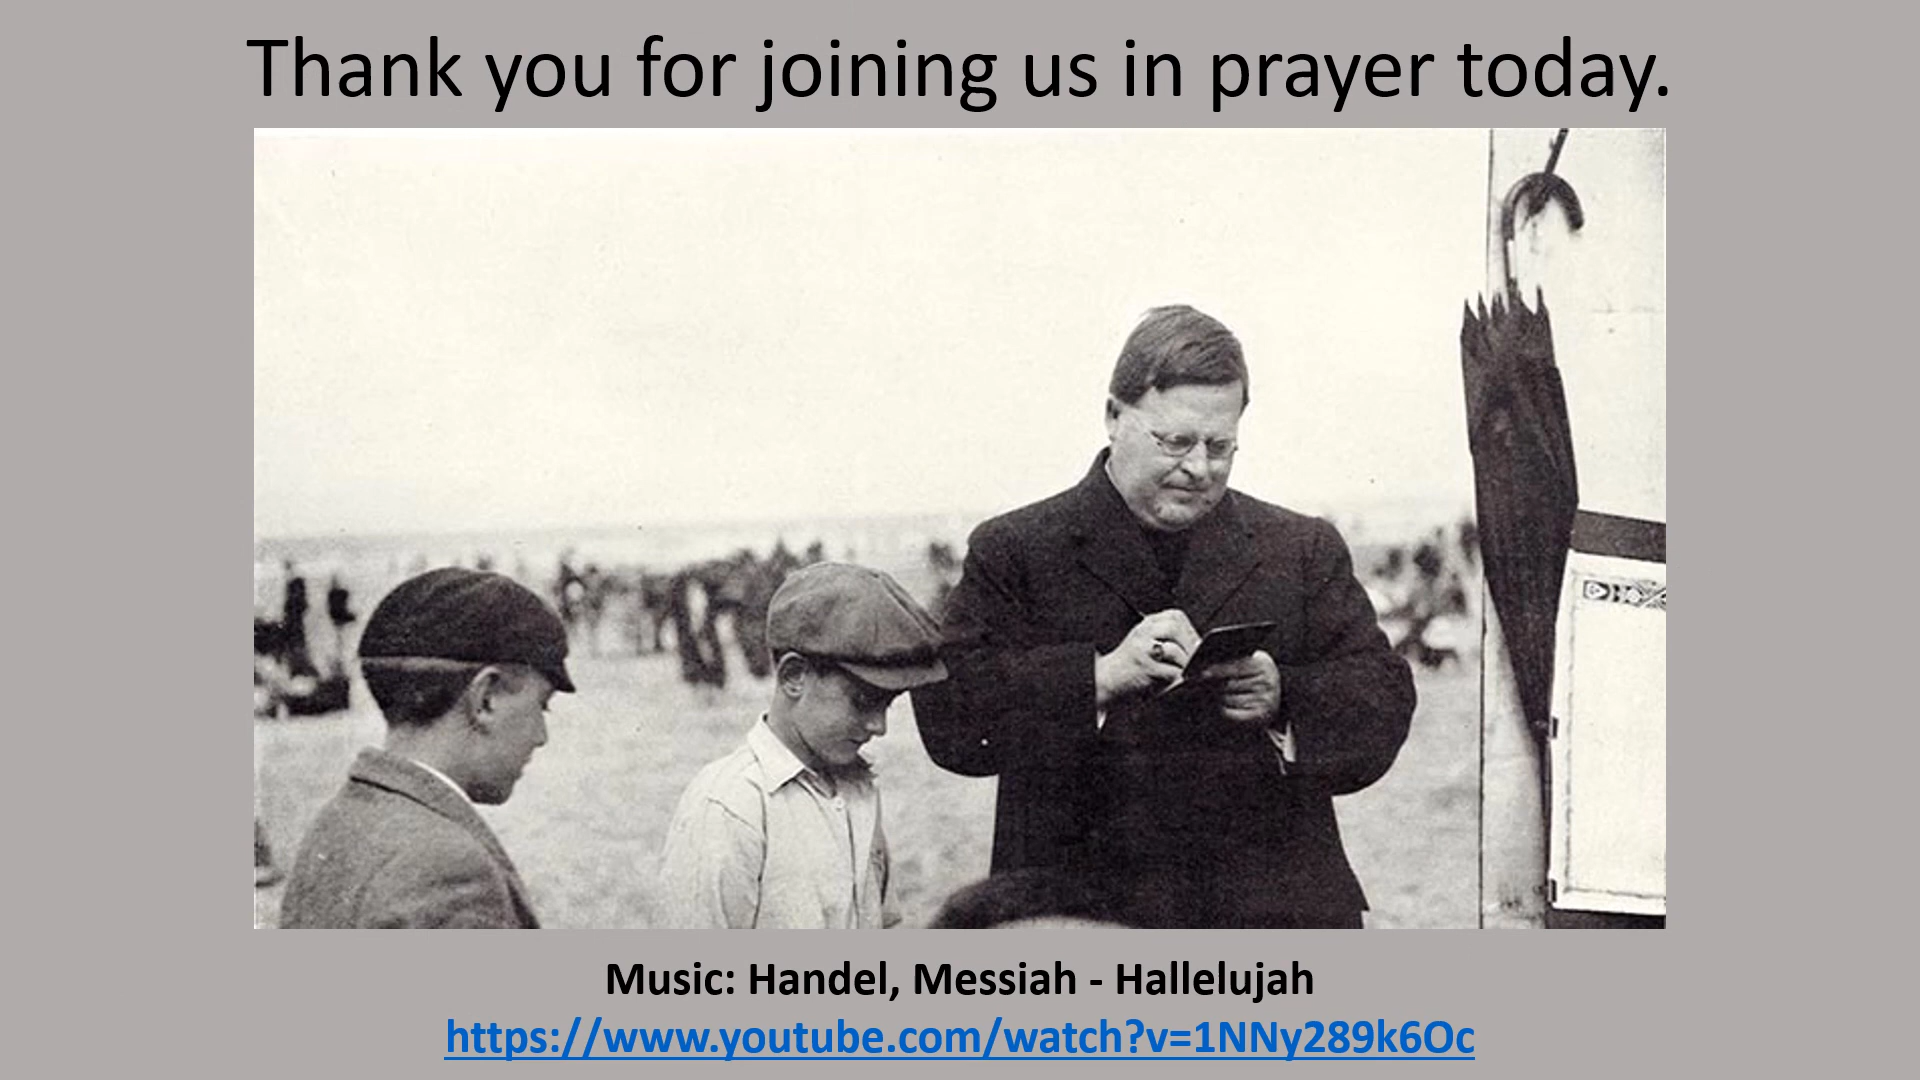 Thank you for joining us in prayer today.
Music: Handel, Messiah - Hallelujah
https://www.youtube.com/watch?v=1NNy289k6Oc